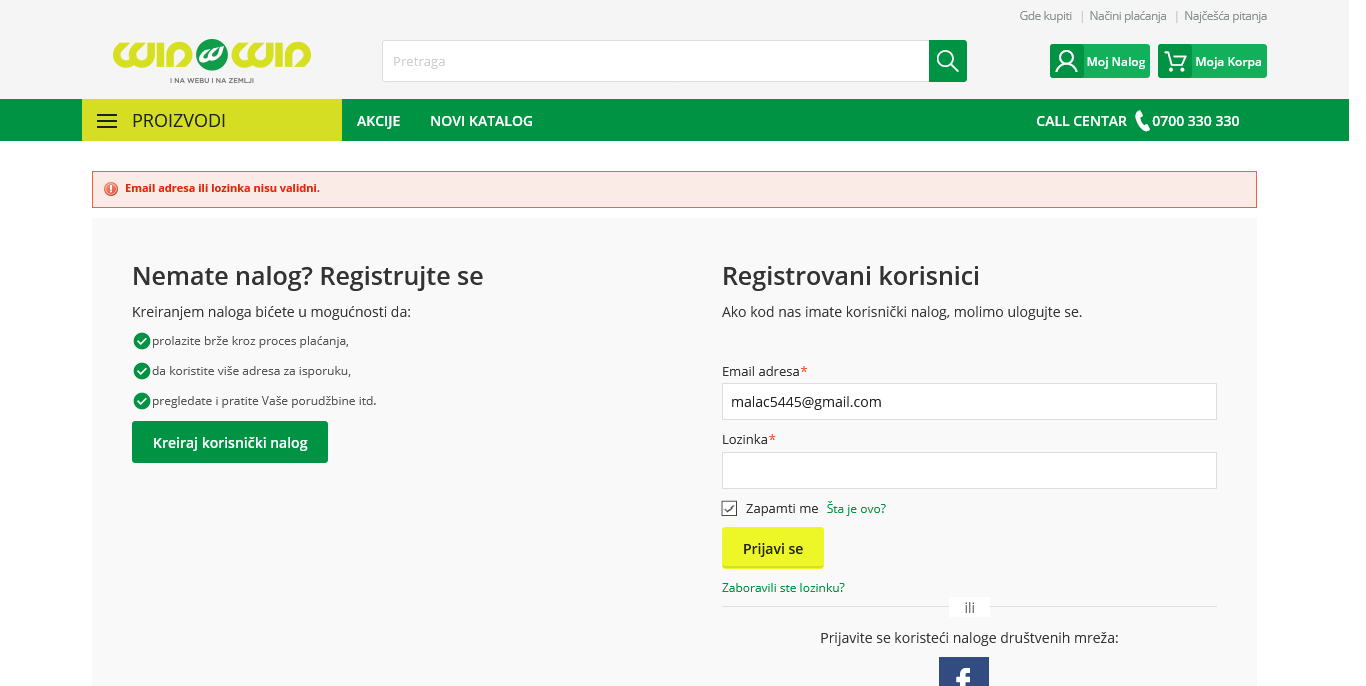 Gde kupiti | Načini plaćanja | Najčešća pitanja
win win
I NA WEBU I NA ZEMLJI
Pretraga
Moj Nalog
Moja Korpa
PROIZVODI
AKCIJE
NOVI KATALOG
CALL CENTAR 0700 330 330
Email adresa ili lozinka nisu validni.
Nemate nalog? Registrujte se
Kreiranjem naloga bićete u mogućnosti da:
prolazite brže kroz proces plaćanja,
da koristite više adresa za isporuku,
pregledate i pratite Vaše porudžbine itd.
Kreiraj korisnički nalog
Registrovani korisnici
Ako kod nas imate korisnički nalog, molimo ulogujte se.
Email adresa*
malac5445@gmail.com
Lozinka*
Zapamti me Šta je ovo?
Prijavi se
Zaboravili ste lozinku?
ili
Prijavite se koristeći naloge društvenih mreža: